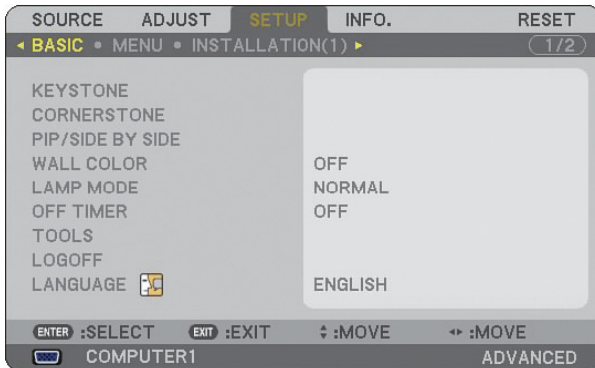 SOURCE ADJUST SETUP INFO. RESET
BASIC • MENU • INSTALLATION(1) 1/2
KEYSTONE
CORNERSTONE
PIP/SIDE BY SIDE
WALL COLOR OFF
LAMP MODE NORMAL
OFF TIMER OFF
TOOLS
LOGOFF
LANGUAGE ENGLISH
ENTER :SELECT EXIT :EXIT :MOVE :MOVE
COMPUTER1 ADVANCED